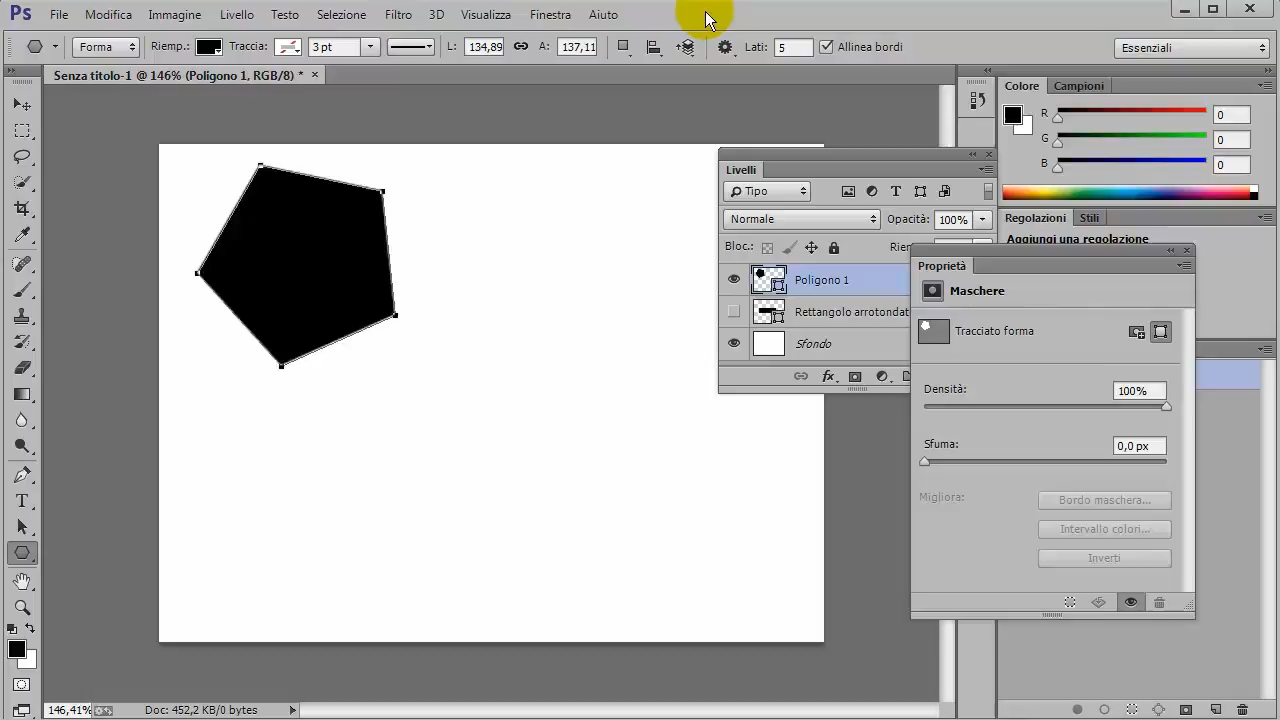 Ps File Modifica Immagine Livello Testo Selezione Filtro 3D Visualizza Finestra Aiuto
Forma Riemp.: Traccia: 3 pt L: 134,89 A: 137,11 Lati: 5 Allinea bordi Essenziali
Senza titolo-1 @ 146% (Poligono 1, RGB/8) * ×
Colore Campioni
R 0
G 0
B 0
Livelli
Tipo
Normale Opacità: 100%
Bloc.: Riem
Regolazioni Stili
Aggiungi una regolazione
Poligono 1
Rettangolo arrotondat
Sfondo
fx
Proprietà
Maschere
Tracciato forma
Densità: 100%
Sfuma: 0,0 px
Migliora: Bordo maschera...
Intervallo colori...
Inverti
146,41% Doc: 452,2 KB/0 bytes